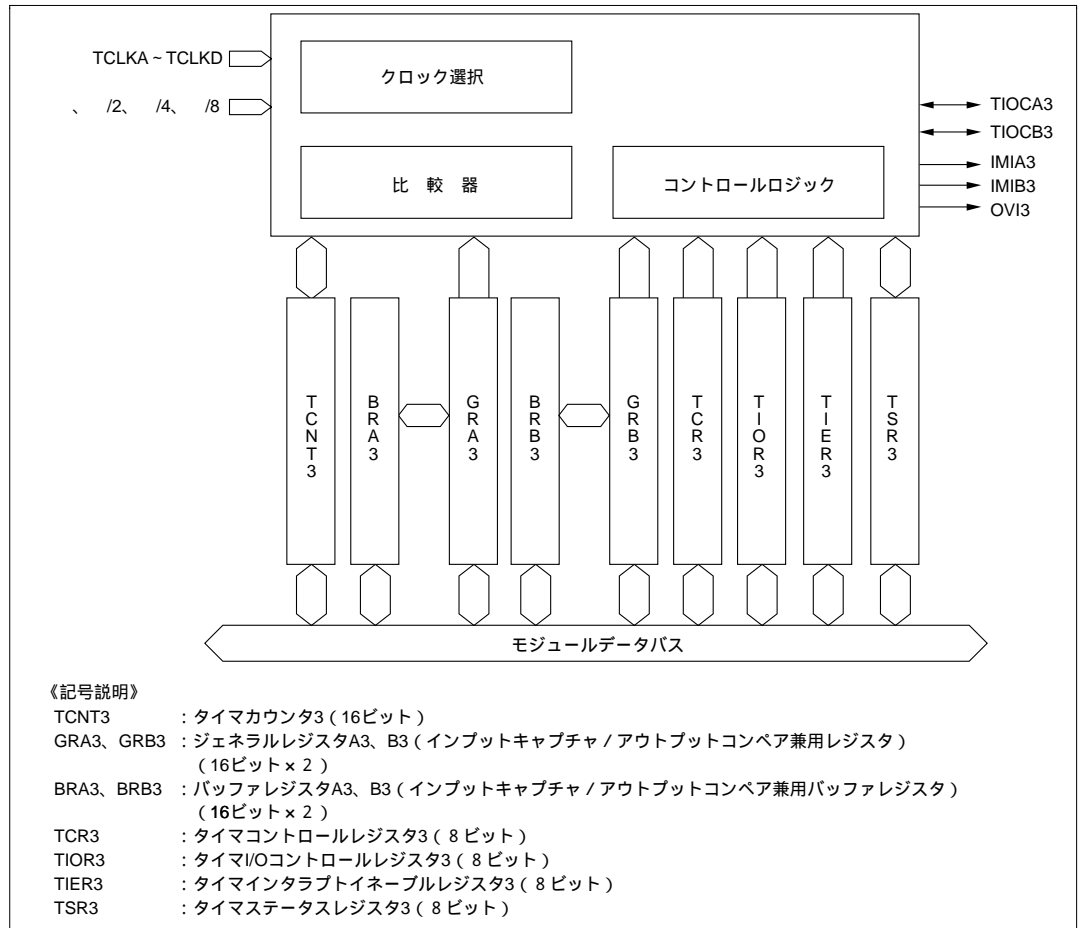 TCLKA ~ TCLKD
、 /2、 /4、 /8
クロック選択
比 較 器
コントロールロジック
TIOCA3
TIOCB3
IMIA3
IMIB3
OVI3
TCNT3
BRA3
GRA3
BRB3
GRB3
TCR3
TIOR3
TIER3
TSR3
モジュールデータバス
《記号説明》
TCNT3 :タイマカウンタ3(16ビット)
GRA3、GRB3 :ジェネラルレジスタA3、B3(インプットキャプチャ/アウトプットコンペア兼用レジスタ)
(16ビット×2)
BRA3、BRB3 :バッファレジスタA3、B3(インプットキャプチャ/アウトプットコンペア兼用バッファレジスタ)
(16ビット×2)
TCR3 :タイマコントロールレジスタ3(8ビット)
TIOR3 :タイマI/Oコントロールレジスタ3(8ビット)
TIER3 :タイマインタラプトイネーブルレジスタ3(8ビット)
TSR3 :タイマステータスレジスタ3(8ビット)